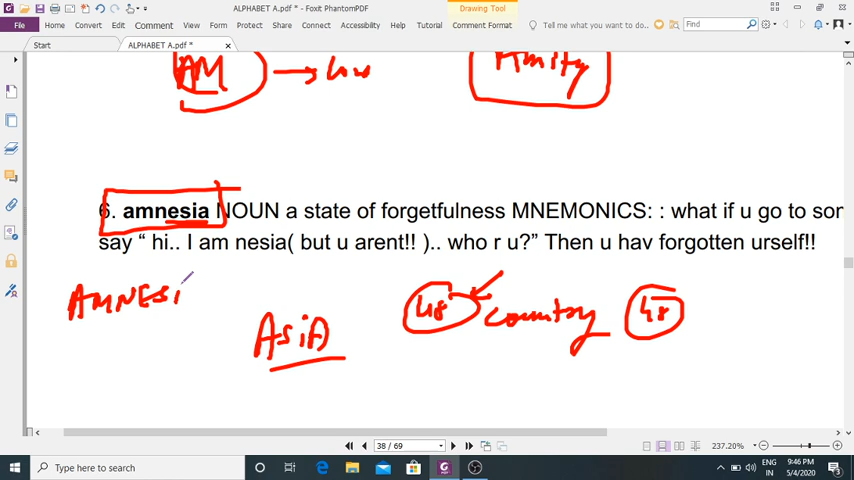 ALPHABET A.pdf * - Foxit PhantomPDF
Drawing Tool
File Home Edit Comment View Form Protect Share Connect Accessibility Help Tutorial Comment Format
Tell me what you want to do...
Find
Start
ALPHABET A.pdf *
AM
Amity
6. amnesia NOUN a state of forgetfulness MNEMONICS: : what if u go to som
say “ hi.. I am nesia( but u arent!! ).. who r u?” Then u hav forgotten urself!!
AMNESi
ASiA
48 country 48
38 / 69
237.20%
Type here to search
ENG
IN
9:46 PM
5/4/2020
3